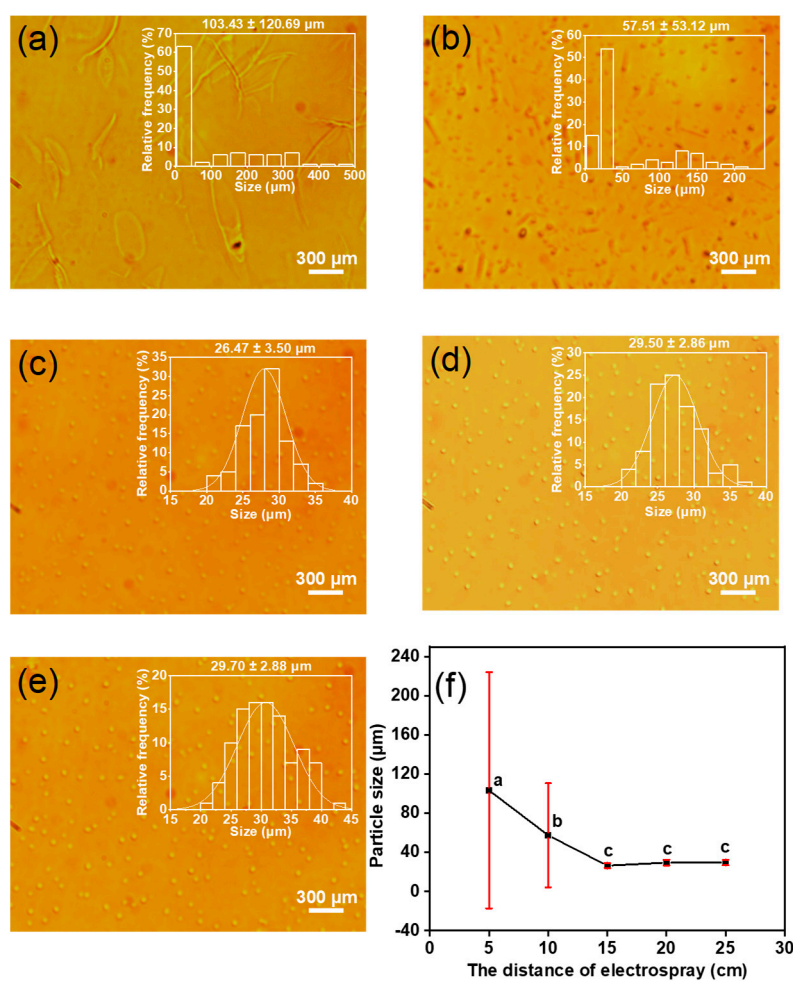 (a)
103.43 ± 120.69 µm
Relative frequency (%)
70
60
50
40
30
20
10
0
0 100 200 300 400 500
Size (µm)
300 µm
(b)
57.51 ± 53.12 µm
Relative frequency (%)
60
50
40
30
20
10
0
0 50 100 150 200
Size (µm)
300 µm
(c)
26.47 ± 3.50 µm
Relative frequency (%)
35
30
25
20
15
10
5
0
15 20 25 30 35 40
Size (µm)
300 µm
(d)
29.50 ± 2.86 µm
Relative frequency (%)
30
25
20
15
10
5
0
15 20 25 30 35 40
Size (µm)
300 µm
(e)
29.70 ± 2.88 µm
Relative frequency (%)
20
15
10
5
0
15 20 25 30 35 40 45
Size (µm)
300 µm
(f)
Particle size (µm)
240
200
160
120
80
40
0
-40
a
b
c
c
c
0 5 10 15 20 25 30
The distance of electrospray (cm)